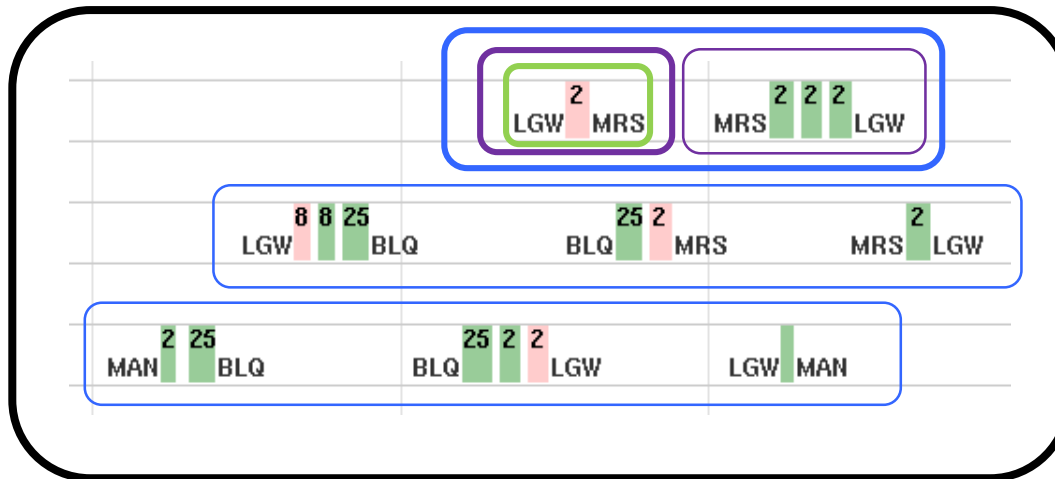 2 2 2 2
LGW MRS MRS LGW
8 8 25 25 2 2
LGW BLQ BLQ MRS MRS LGW
2 25 25 2 2
MAN BLQ BLQ LGW LGW MAN